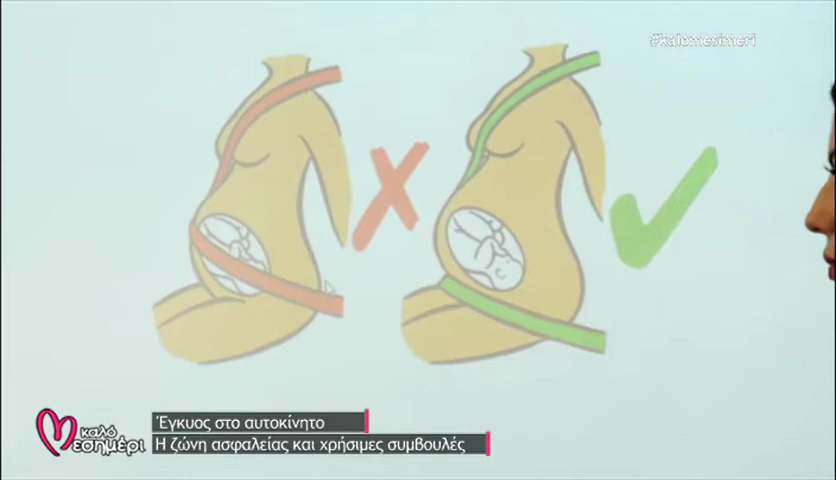 #kalomesimeri
Έγκυος στο αυτοκίνητο
Η ζώνη ασφαλείας και χρήσιμες συμβουλές
καλό
μεσημέρι